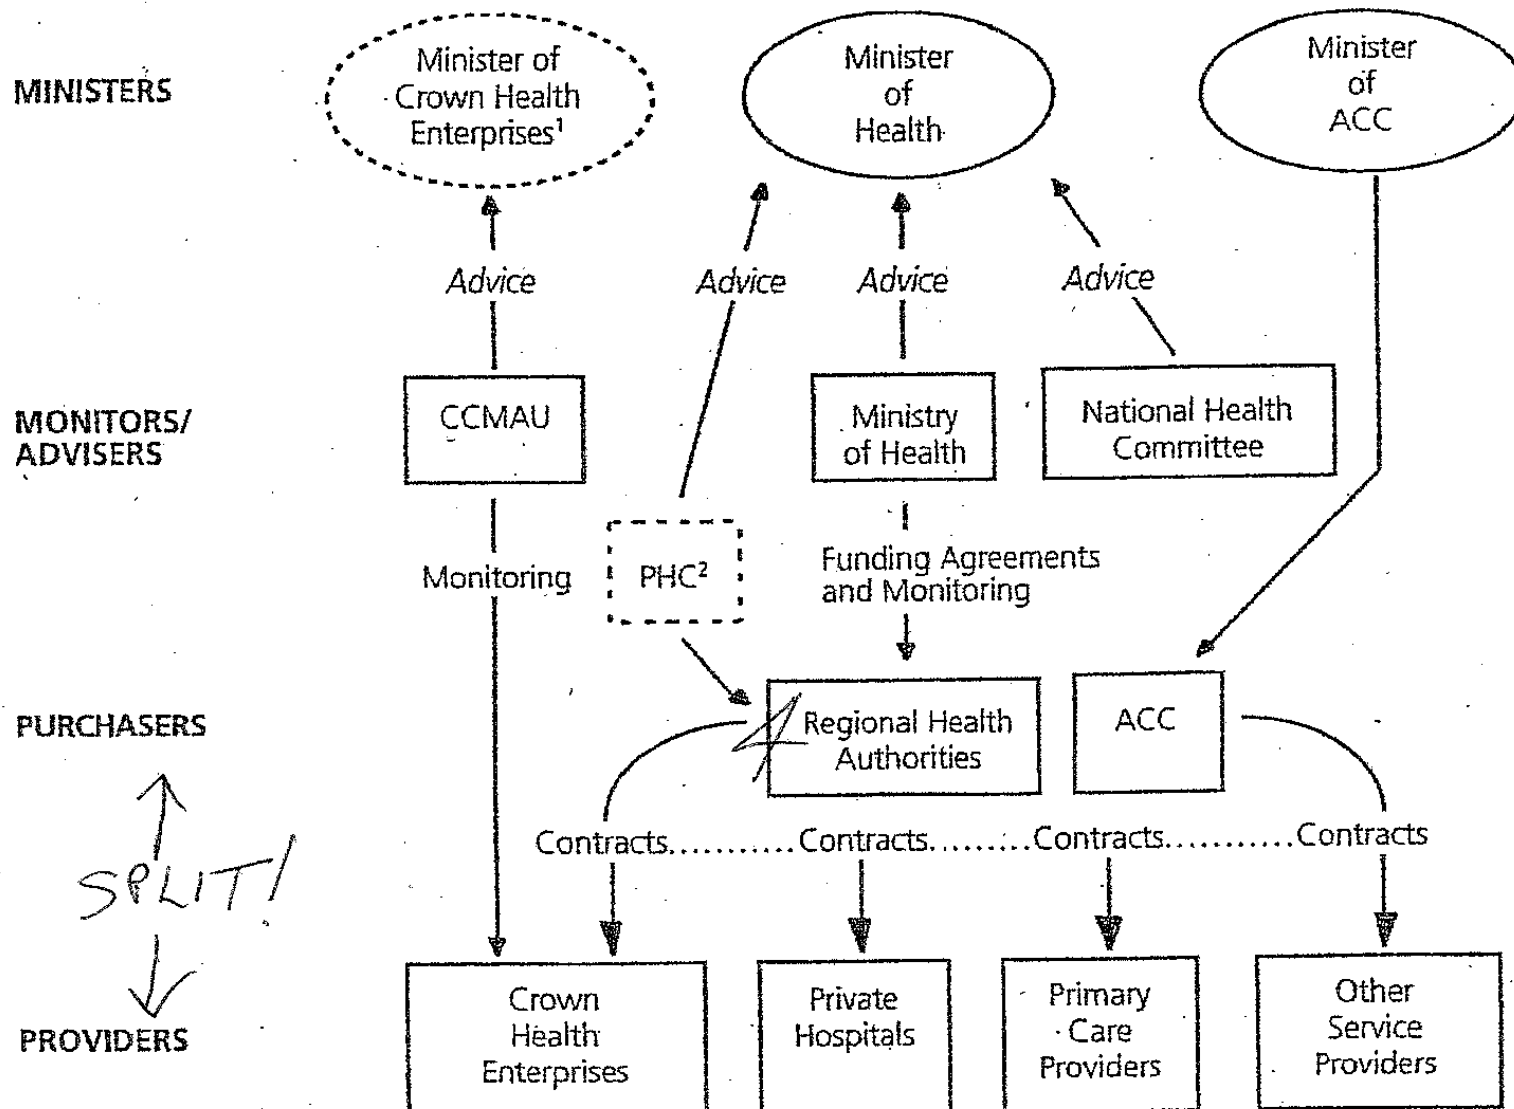 MINISTERS
Minister of
Crown Health
Enterprises¹
Minister
of
Health
Minister
of
ACC
Advice
Advice
Advice
Advice
MONITORS/
ADVISERS
CCMAU
Ministry
of Health
National Health
Committee
Monitoring
PHC²
Funding Agreements
and Monitoring
PURCHASERS
4
Regional Health
Authorities
ACC
SPLIT!
Contracts...........Contracts.........Contracts............Contracts
PROVIDERS
Crown
Health
Enterprises
Private
Hospitals
Primary
Care
Providers
Other
Service
Providers